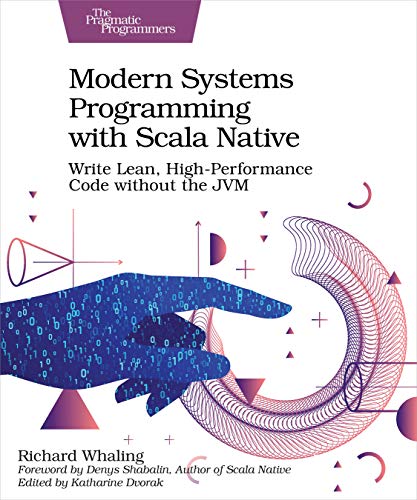 The
Pragmatic
Programmers
Modern Systems
Programming
with Scala Native
Write Lean, High-Performance
Code without the JVM
Richard Whaling
Foreword by Denys Shabalin, Author of Scala Native
Edited by Katharine Dvorak